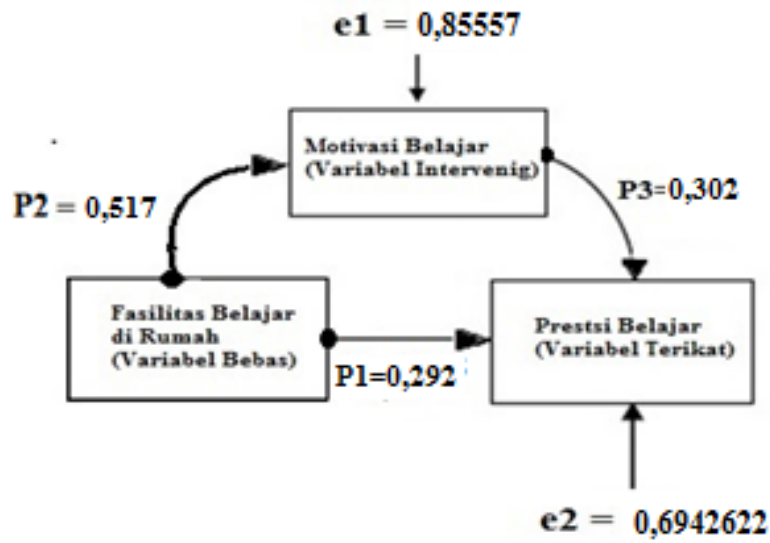 e1 = 0,85557
Motivasi Belajar
(Variabel Intervenig)
P2 = 0,517
P3=0,302
Fasilitas Belajar
di Rumah
(Variabel Bebas)
P1=0,292
Prestsi Belajar
(Variabel Terikat)
e2 = 0,6942622